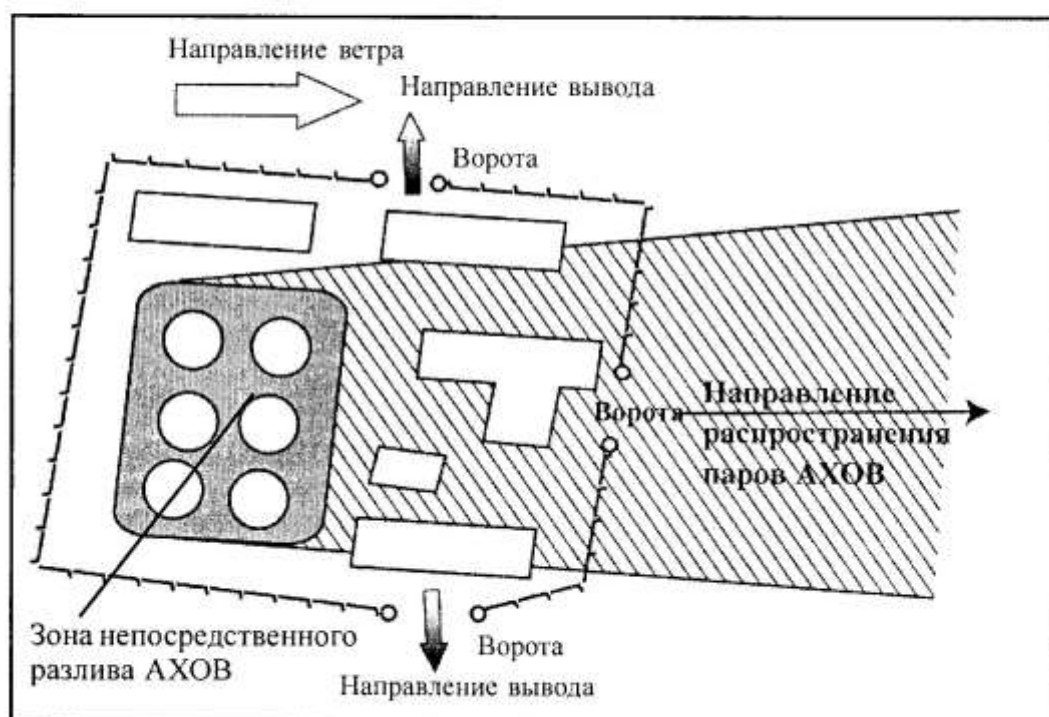 Направление ветра
Направление вывода
Ворота
Ворота
Направление
распространения
паров АХОВ
Зона непосредственного
разлива АХОВ
Ворота
Направление вывода